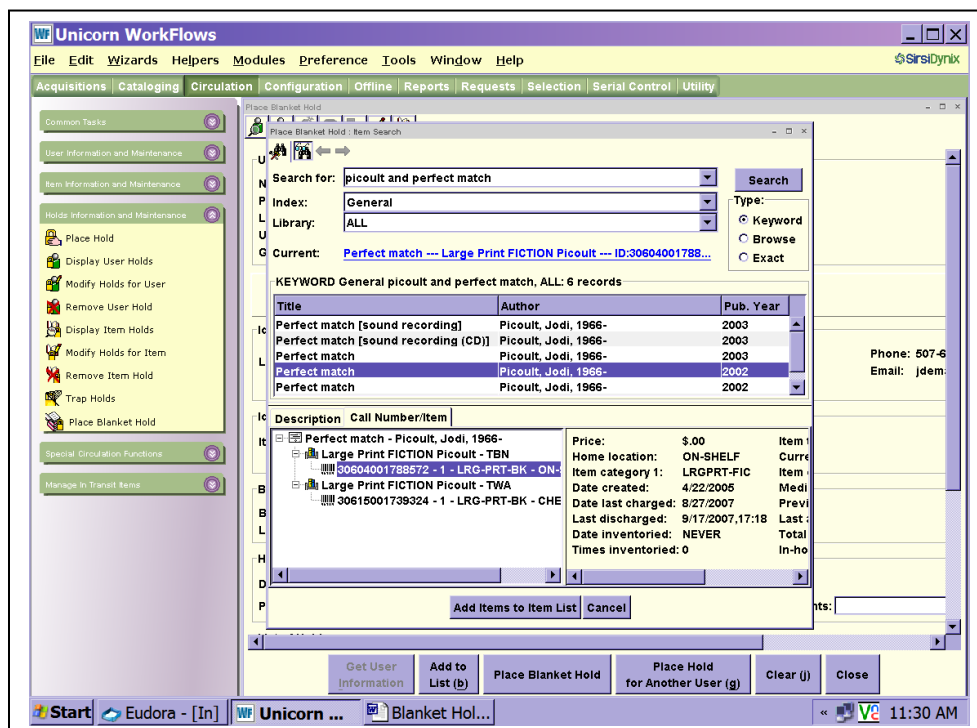 Unicorn WorkFlows
File Edit Wizards Helpers Modules Preference Tools Window Help
SirsiDynix
Acquisitions Cataloging Circulation Configuration Offline Reports Requests Selection Serial Control Utility
Common Tasks
User Information and Maintenance
Item Information and Maintenance
Holds Information and Maintenance
Place Hold
Display User Holds
Modify Holds for User
Remove User Hold
Display Item Holds
Modify Holds for Item
Remove Item Hold
Trap Holds
Place Blanket Hold
Special Circulation Functions
Manage In Transit Items
Place Blanket Hold
Place Blanket Hold : Item Search
Search for: picoult and perfect match
Search
Index: General
Library: ALL
Type:
Keyword
Browse
Exact
Current: Perfect match --- Large Print FICTION Picoult --- ID:30604001788...
KEYWORD General picoult and perfect match, ALL: 6 records
Title Author Pub. Year
Perfect match [sound recording] Picoult, Jodi, 1966- 2003
Perfect match [sound recording (CD)] Picoult, Jodi, 1966- 2003
Perfect match Picoult, Jodi, 1966- 2003
Perfect match Picoult, Jodi, 1966- 2002
Perfect match Picoult, Jodi, 1966- 2002
Phone: 507-6
Email: jdem
Description Call Number/Item
Perfect match - Picoult, Jodi, 1966-
Large Print FICTION Picoult - TBN
30604001788572 - 1 - LRG-PRT-BK - ON-
Large Print FICTION Picoult - TWA
30615001739324 - 1 - LRG-PRT-BK - CHE
Price: $.00 Item
Home location: ON-SHELF Curre
Item category 1: LRGPRT-FIC Item
Date created: 4/22/2005 Medi
Date last charged: 8/27/2007 Previ
Last discharged: 9/17/2007,17:18 Last
Date inventoried: NEVER Total
Times inventoried: 0 In-ho
Add Items to Item List Cancel
nts:
Get User Information
Add to List (b)
Place Blanket Hold
Place Hold for Another User (g)
Clear (j)
Close
Start Eudora - [In] Unicorn ... Blanket Hol... « 11:30 AM